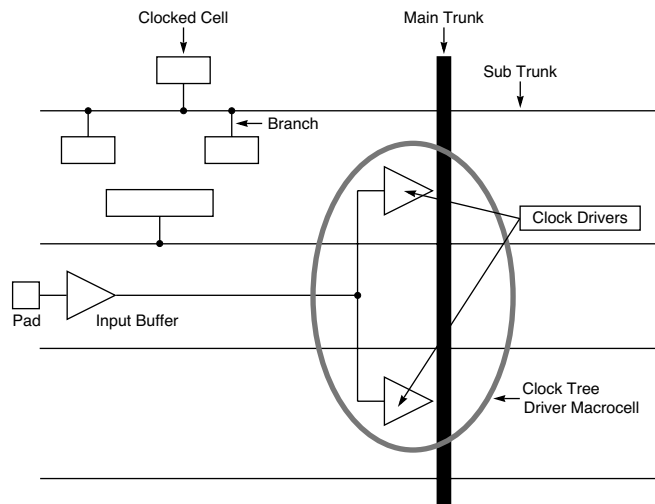 Clocked Cell
Main Trunk
Sub Trunk
Branch
Clock Drivers
Pad
Input Buffer
Clock Tree
Driver Macrocell